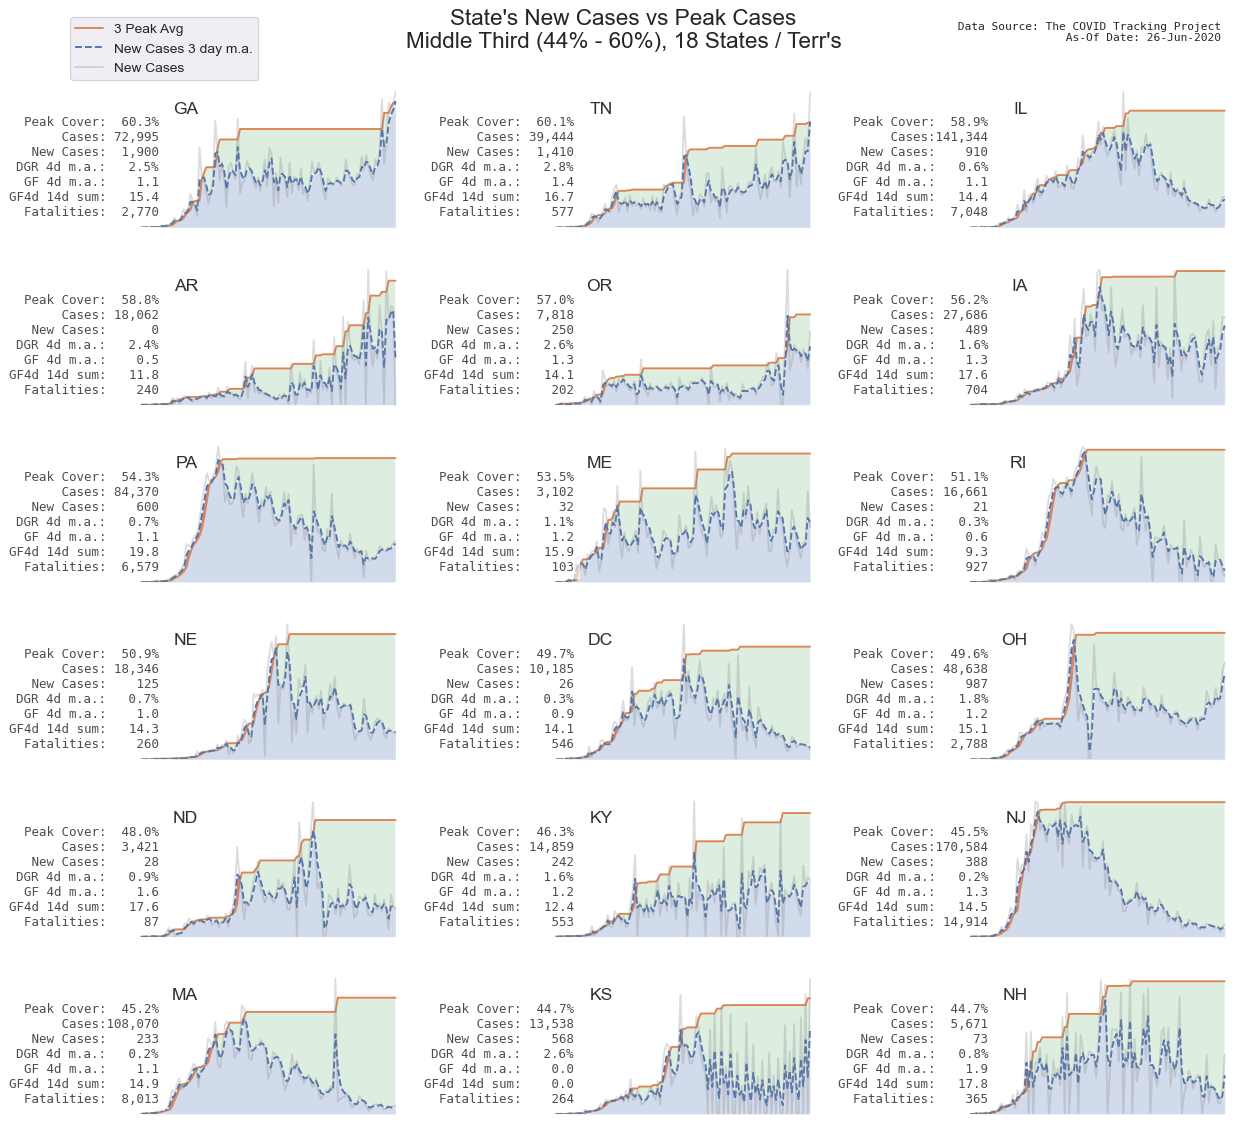 State's New Cases vs Peak Cases
Middle Third (44% - 60%), 18 States / Terr's
3 Peak Avg
New Cases 3 day m.a.
New Cases
Data Source: The COVID Tracking Project
As-Of Date: 26-Jun-2020
GA
Peak Cover: 60.3%
Cases: 72,995
New Cases: 1,900
DGR 4d m.a.: 2.5%
GF 4d m.a.: 1.1
GF4d 14d sum: 15.4
Fatalities: 2,770
TN
Peak Cover: 60.1%
Cases: 39,444
New Cases: 1,410
DGR 4d m.a.: 2.8%
GF 4d m.a.: 1.4
GF4d 14d sum: 16.7
Fatalities: 577
IL
Peak Cover: 58.9%
Cases:141,344
New Cases: 910
DGR 4d m.a.: 0.6%
GF 4d m.a.: 1.1
GF4d 14d sum: 14.4
Fatalities: 7,048
AR
Peak Cover: 58.8%
Cases: 18,062
New Cases: 0
DGR 4d m.a.: 2.4%
GF 4d m.a.: 0.5
GF4d 14d sum: 11.8
Fatalities: 240
OR
Peak Cover: 57.0%
Cases: 7,818
New Cases: 250
DGR 4d m.a.: 2.6%
GF 4d m.a.: 1.3
GF4d 14d sum: 14.1
Fatalities: 202
IA
Peak Cover: 56.2%
Cases: 27,686
New Cases: 489
DGR 4d m.a.: 1.6%
GF 4d m.a.: 1.3
GF4d 14d sum: 17.6
Fatalities: 704
PA
Peak Cover: 54.3%
Cases: 84,370
New Cases: 600
DGR 4d m.a.: 0.7%
GF 4d m.a.: 1.1
GF4d 14d sum: 19.8
Fatalities: 6,579
ME
Peak Cover: 53.5%
Cases: 3,102
New Cases: 32
DGR 4d m.a.: 1.1%
GF 4d m.a.: 1.2
GF4d 14d sum: 15.9
Fatalities: 103
RI
Peak Cover: 51.1%
Cases: 16,661
New Cases: 21
DGR 4d m.a.: 0.3%
GF 4d m.a.: 0.6
GF4d 14d sum: 9.3
Fatalities: 927
NE
Peak Cover: 50.9%
Cases: 18,346
New Cases: 125
DGR 4d m.a.: 0.7%
GF 4d m.a.: 1.0
GF4d 14d sum: 14.3
Fatalities: 260
DC
Peak Cover: 49.7%
Cases: 10,185
New Cases: 26
DGR 4d m.a.: 0.3%
GF 4d m.a.: 0.9
GF4d 14d sum: 14.1
Fatalities: 546
OH
Peak Cover: 49.6%
Cases: 48,638
New Cases: 987
DGR 4d m.a.: 1.8%
GF 4d m.a.: 1.2
GF4d 14d sum: 15.1
Fatalities: 2,788
ND
Peak Cover: 48.0%
Cases: 3,421
New Cases: 28
DGR 4d m.a.: 0.9%
GF 4d m.a.: 1.6
GF4d 14d sum: 17.6
Fatalities: 87
KY
Peak Cover: 46.3%
Cases: 14,859
New Cases: 242
DGR 4d m.a.: 1.6%
GF 4d m.a.: 1.2
GF4d 14d sum: 12.4
Fatalities: 553
NJ
Peak Cover: 45.5%
Cases:170,584
New Cases: 388
DGR 4d m.a.: 0.2%
GF 4d m.a.: 1.3
GF4d 14d sum: 14.5
Fatalities: 14,914
MA
Peak Cover: 45.2%
Cases:108,070
New Cases: 233
DGR 4d m.a.: 0.2%
GF 4d m.a.: 1.1
GF4d 14d sum: 14.9
Fatalities: 8,013
KS
Peak Cover: 44.7%
Cases: 13,538
New Cases: 568
DGR 4d m.a.: 2.6%
GF 4d m.a.: 0.0
GF4d 14d sum: 0.0
Fatalities: 264
NH
Peak Cover: 44.7%
Cases: 5,671
New Cases: 73
DGR 4d m.a.: 0.8%
GF 4d m.a.: 1.9
GF4d 14d sum: 17.8
Fatalities: 365